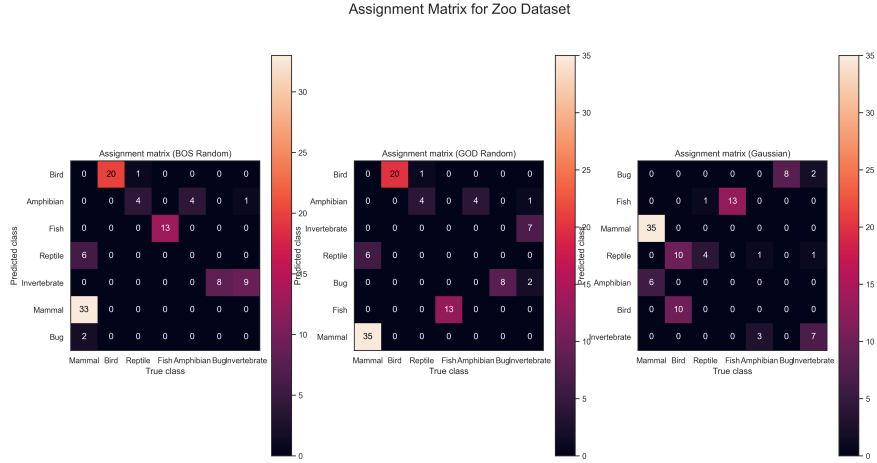 Assignment Matrix for Zoo Dataset
Assignment matrix (BOS Random)
Predicted class
Bird 0 20 1 0 0 0 0
Amphibian 0 0 4 0 4 0 1
Fish 0 0 0 13 0 0 0
Reptile 6 0 0 0 0 0 0
Invertebrate 0 0 0 0 0 8 9
Mammal 33 0 0 0 0 0 0
Bug 2 0 0 0 0 0 0
Mammal Bird Reptile Fish Amphibian Bug Invertebrate
True class
30
25
20
15
10
5
0
Assignment matrix (GOD Random)
Predicted class
Bird 0 20 1 0 0 0 0
Amphibian 0 0 4 0 4 0 1
Invertebrate 0 0 0 0 0 0 7
Reptile 6 0 0 0 0 0 0
Bug 0 0 0 0 0 8 2
Fish 0 0 0 13 0 0 0
Mammal 35 0 0 0 0 0 0
Mammal Bird Reptile Fish Amphibian Bug Invertebrate
True class
35
30
25
20
15
10
5
0
Assignment matrix (Gaussian)
Predicted class
Bug 0 0 0 0 0 8 2
Fish 0 0 1 13 0 0 0
Mammal 35 0 0 0 0 0 0
Reptile 0 10 4 0 1 0 1
Amphibian 6 0 0 0 0 0 0
Bird 0 10 0 0 0 0 0
Invertebrate 0 0 0 0 3 0 7
Mammal Bird Reptile Fish Amphibian Bug Invertebrate
True class
35
30
25
20
15
10
5
0